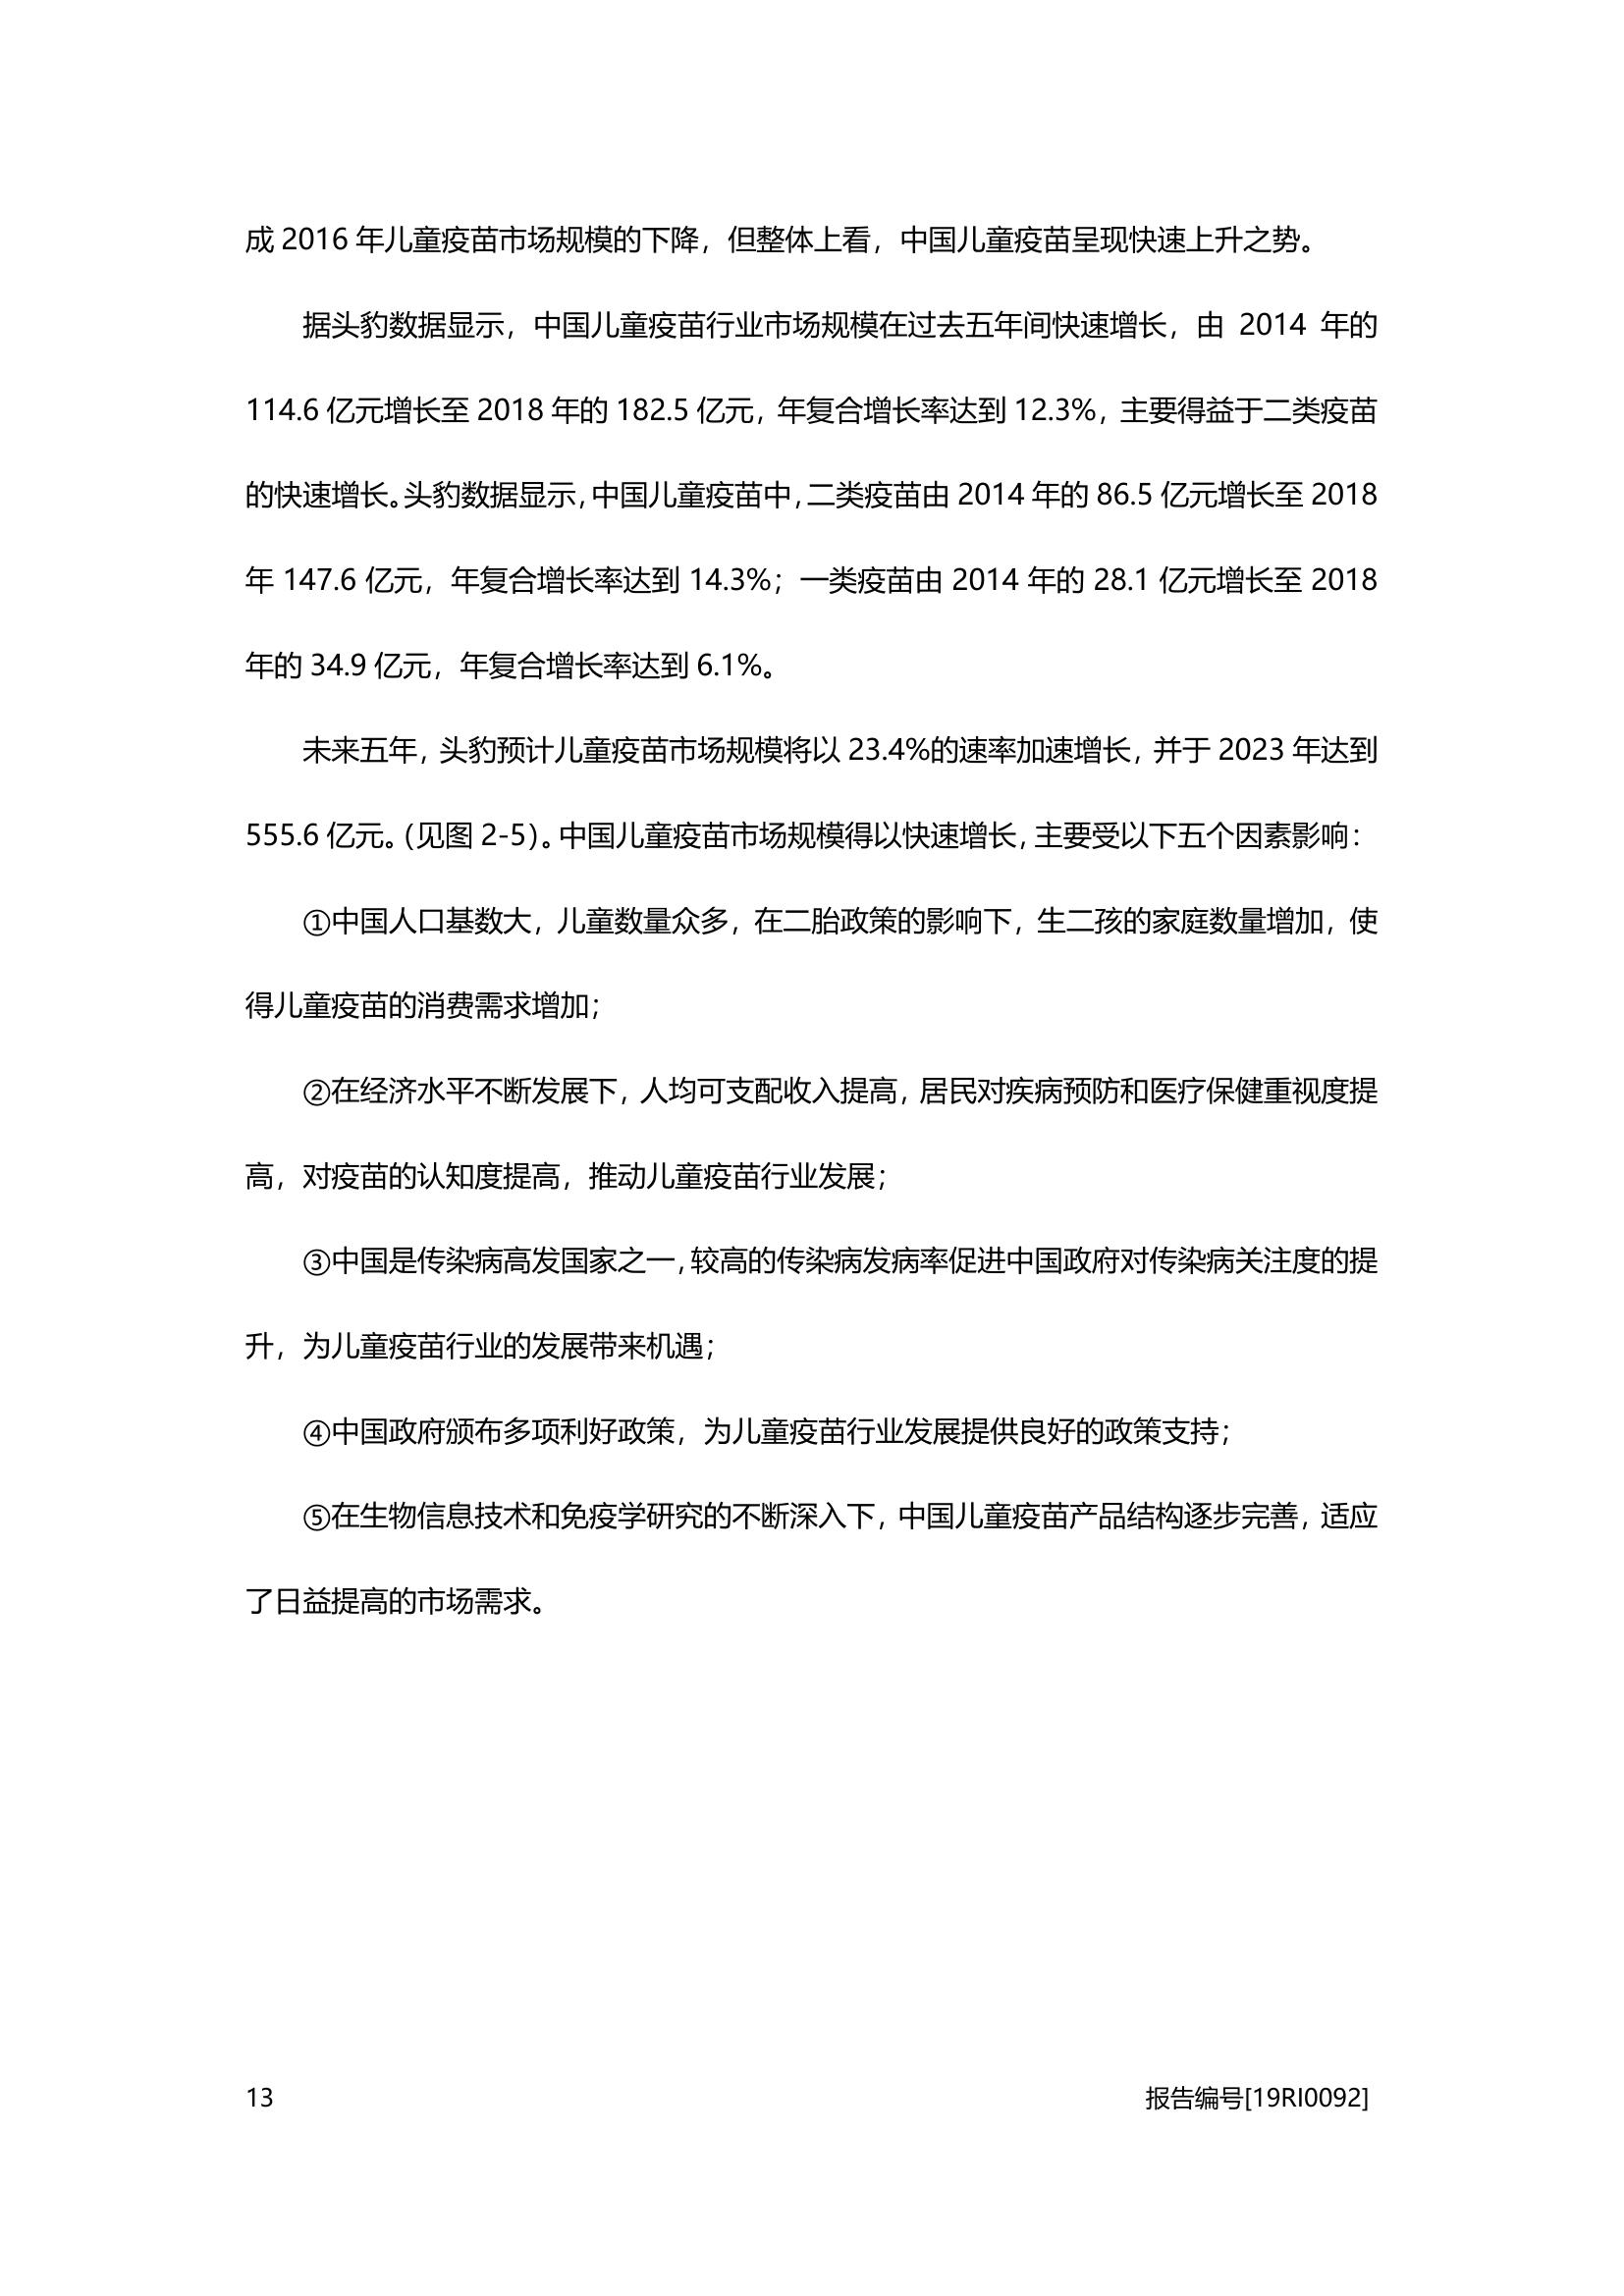 成 2016 年儿童疫苗市场规模的下降，但整体上看，中国儿童疫苗呈现快速上升之势。
据头豹数据显示，中国儿童疫苗行业市场规模在过去五年间快速增长，由 2014 年的
114.6 亿元增长至 2018 年的 182.5 亿元，年复合增长率达到 12.3%，主要得益于二类疫苗
的快速增长。头豹数据显示，中国儿童疫苗中，二类疫苗由 2014 年的 86.5 亿元增长至 2018
年 147.6 亿元，年复合增长率达到 14.3%；一类疫苗由 2014 年的 28.1 亿元增长至 2018
年的 34.9 亿元，年复合增长率达到 6.1%。
未来五年，头豹预计儿童疫苗市场规模将以 23.4%的速率加速增长，并于 2023 年达到
555.6 亿元。（见图 2-5）。中国儿童疫苗市场规模得以快速增长，主要受以下五个因素影响：
①中国人口基数大，儿童数量众多，在二胎政策的影响下，生二孩的家庭数量增加，使
得儿童疫苗的消费需求增加；
②在经济水平不断发展下，人均可支配收入提高，居民对疾病预防和医疗保健重视度提
高，对疫苗的认知度提高，推动儿童疫苗行业发展；
③中国是传染病高发国家之一，较高的传染病发病率促进中国政府对传染病关注度的提
升，为儿童疫苗行业的发展带来机遇；
④中国政府颁布多项利好政策，为儿童疫苗行业发展提供良好的政策支持；
⑤在生物信息技术和免疫学研究的不断深入下，中国儿童疫苗产品结构逐步完善，适应
了日益提高的市场需求。
13 报告编号[19RI0092]